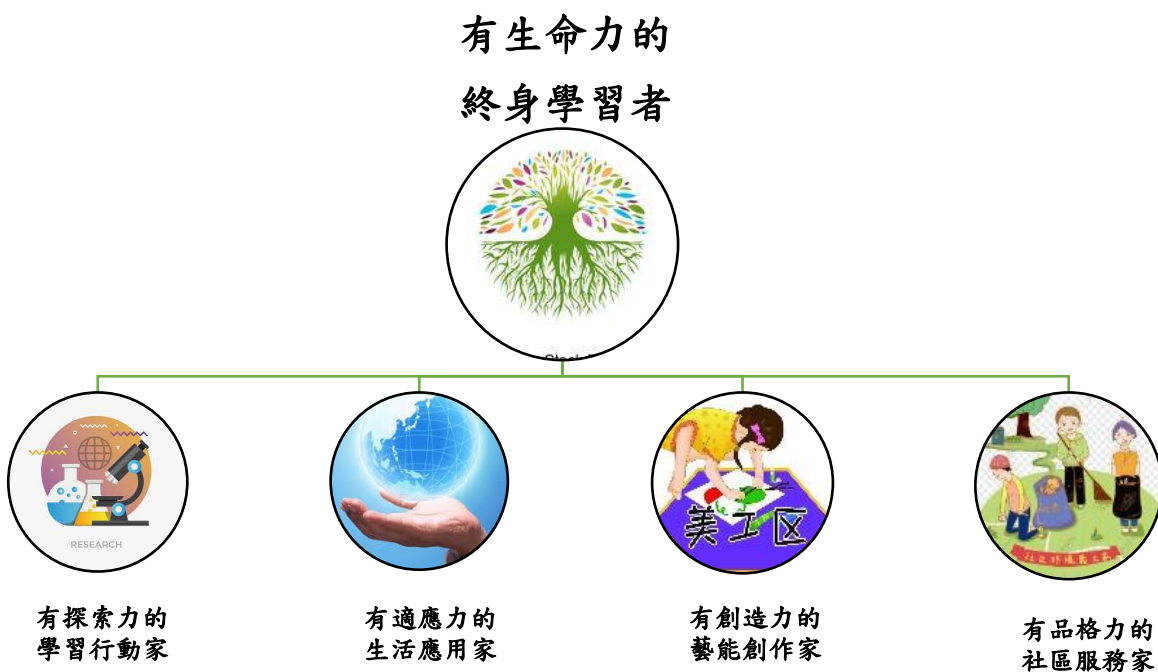 有生命力的
終身學習者
RESEARCH
美工区
有探索力的
學習行動家
有適應力的
生活應用家
有創造力的
藝能創作家
有品格力的
社區服務家